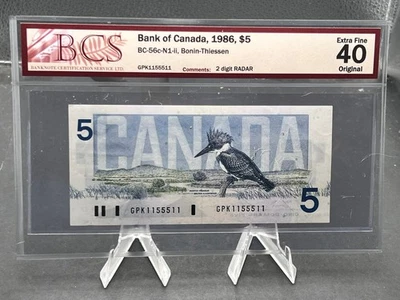 BCS
BANKNOTE CERTIFICATION SERVICE LTD.
Bank of Canada, 1986, $5
BC-56c-N1-ii, Bonin-Thiessen
GPK1155511
Comments: 2 digit RADAR
Extra Fine
40
Original
5
CANADA
5
GPK1155511
GPK1155511